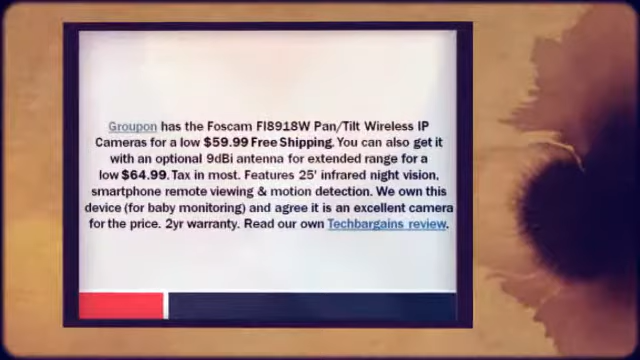 Groupon has the Foscam FI8918W Pan/Tilt Wireless IP
Cameras for a low $59.99 Free Shipping. You can also get it
with an optional 9dBi antenna for extended range for a
low $64.99. Tax in most. Features 25' infrared night vision,
smartphone remote viewing & motion detection. We own this
device (for baby monitoring) and agree it is an excellent camera
for the price. 2yr warranty. Read our own Techbargains review.